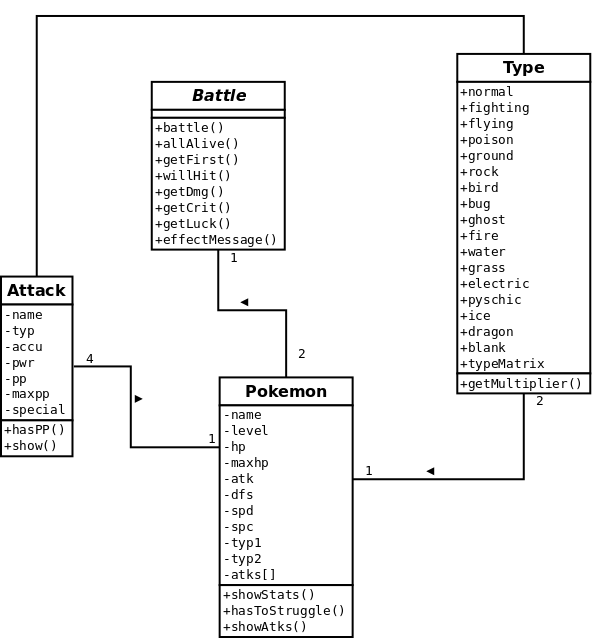 Type
+normal
+fighting
+flying
+poison
+ground
+rock
+bird
+bug
+ghost
+fire
+water
+grass
+electric
+pyschic
+ice
+dragon
+blank
+typeMatrix
+getMultiplier()
2
Battle
+battle()
+allAlive()
+getFirst()
+willHit()
+getDmg()
+getCrit()
+getLuck()
+effectMessage()
1
2
Attack
-name
-typ
-accu
-pwr
-pp
-maxpp
-special
+hasPP()
+show()
4
1
Pokemon
-name
-level
-hp
-maxhp
-atk
-dfs
-spd
-spc
-typ1
-typ2
-atks[]
+showStats()
+hasToStruggle()
+showAtks()
1